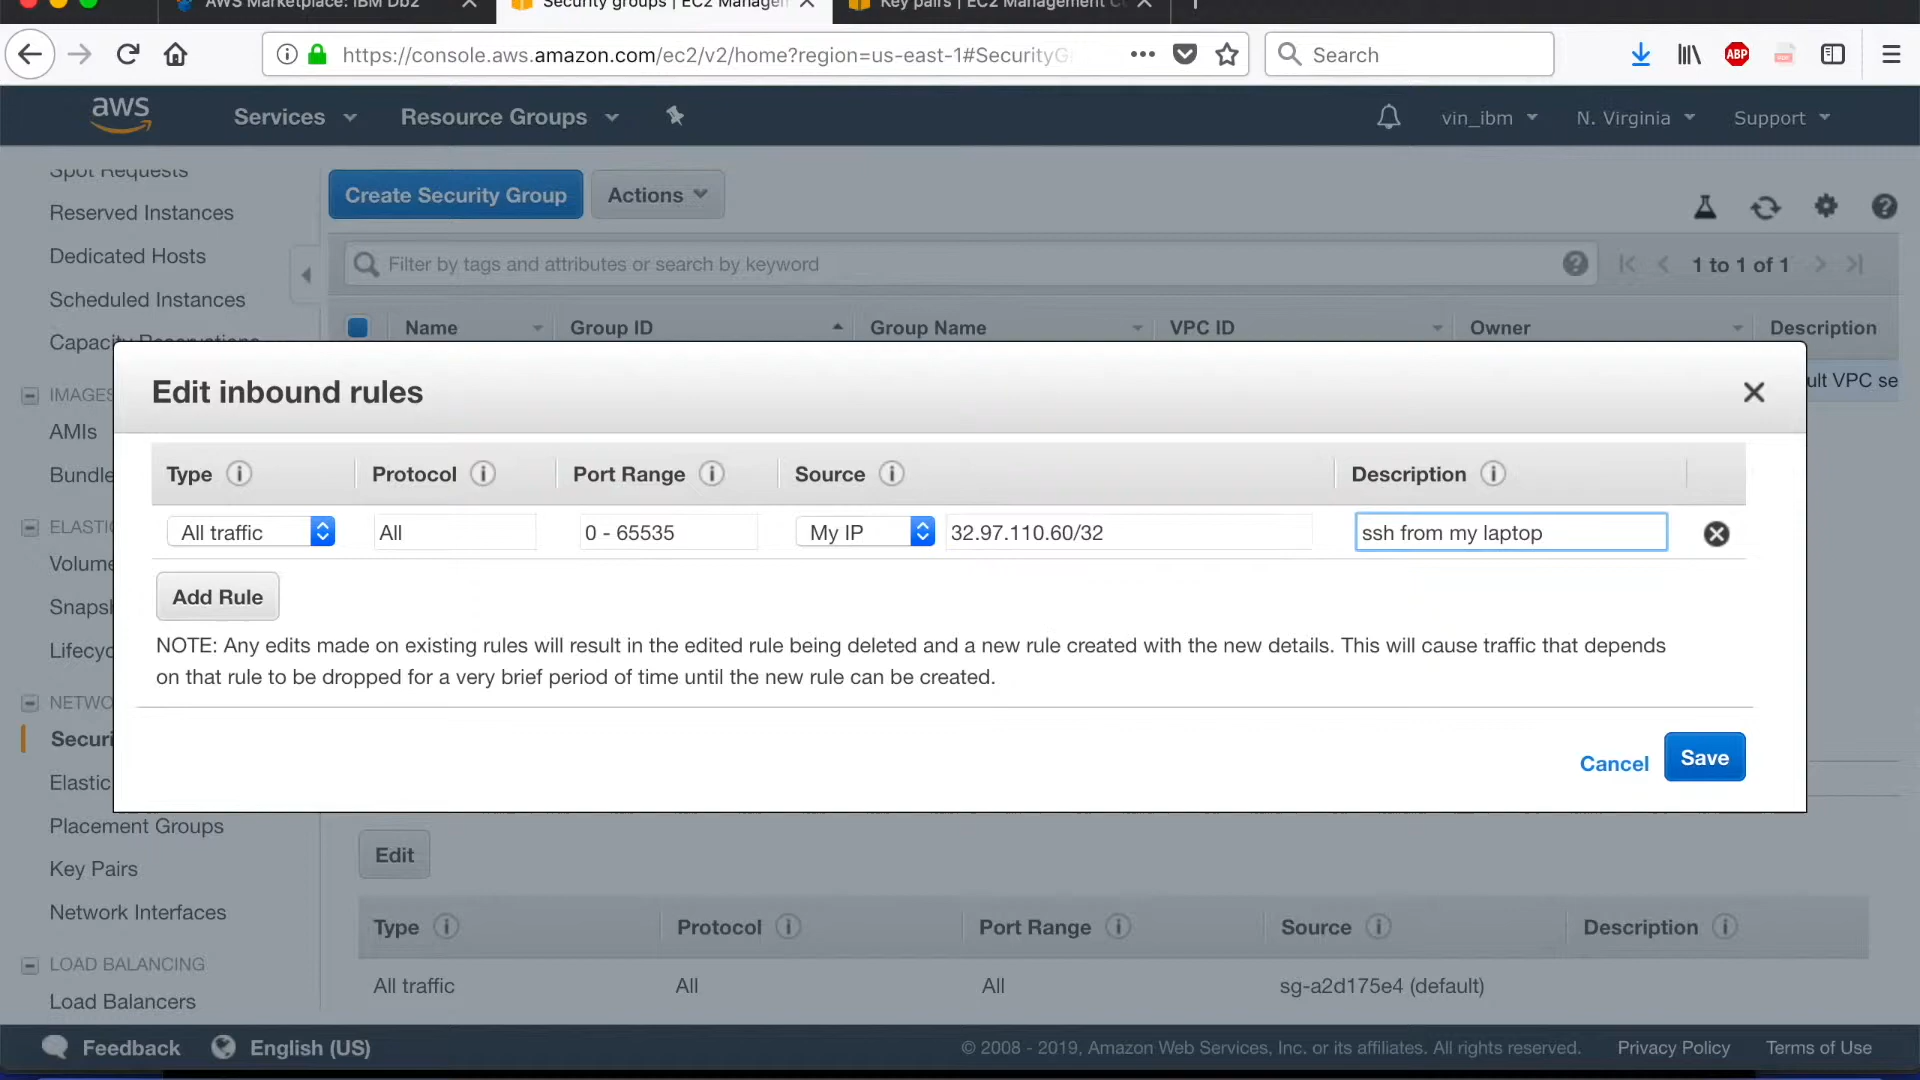 AWS Marketplace: IBM Db2
Security groups | EC2 Managem
Key pairs | EC2 Management C
https://console.aws.amazon.com/ec2/v2/home?region=us-east-1#SecurityG
Search
ABP
aws
Services
Resource Groups
vin_ibm
N. Virginia
Support
Spot Requests
Reserved Instances
Dedicated Hosts
Scheduled Instances
Capacity Reservations
IMAGES
AMIs
Bundle
ELASTIC
Volume
Snaps
Lifecyc
NETWO
Securi
Elastic
Placement Groups
Key Pairs
Network Interfaces
LOAD BALANCING
Load Balancers
Create Security Group
Actions
Filter by tags and attributes or search by keyword
1 to 1 of 1
Name Group ID Group Name VPC ID Owner Description
ult VPC se
Edit inbound rules
Type Protocol Port Range Source Description
All traffic All 0 - 65535 My IP 32.97.110.60/32 ssh from my laptop
Add Rule
NOTE: Any edits made on existing rules will result in the edited rule being deleted and a new rule created with the new details. This will cause traffic that depends
on that rule to be dropped for a very brief period of time until the new rule can be created.
Cancel Save
Edit
Type Protocol Port Range Source Description
All traffic All All sg-a2d175e4 (default)
Feedback English (US) © 2008 - 2019, Amazon Web Services, Inc. or its affiliates. All rights reserved. Privacy Policy Terms of Use